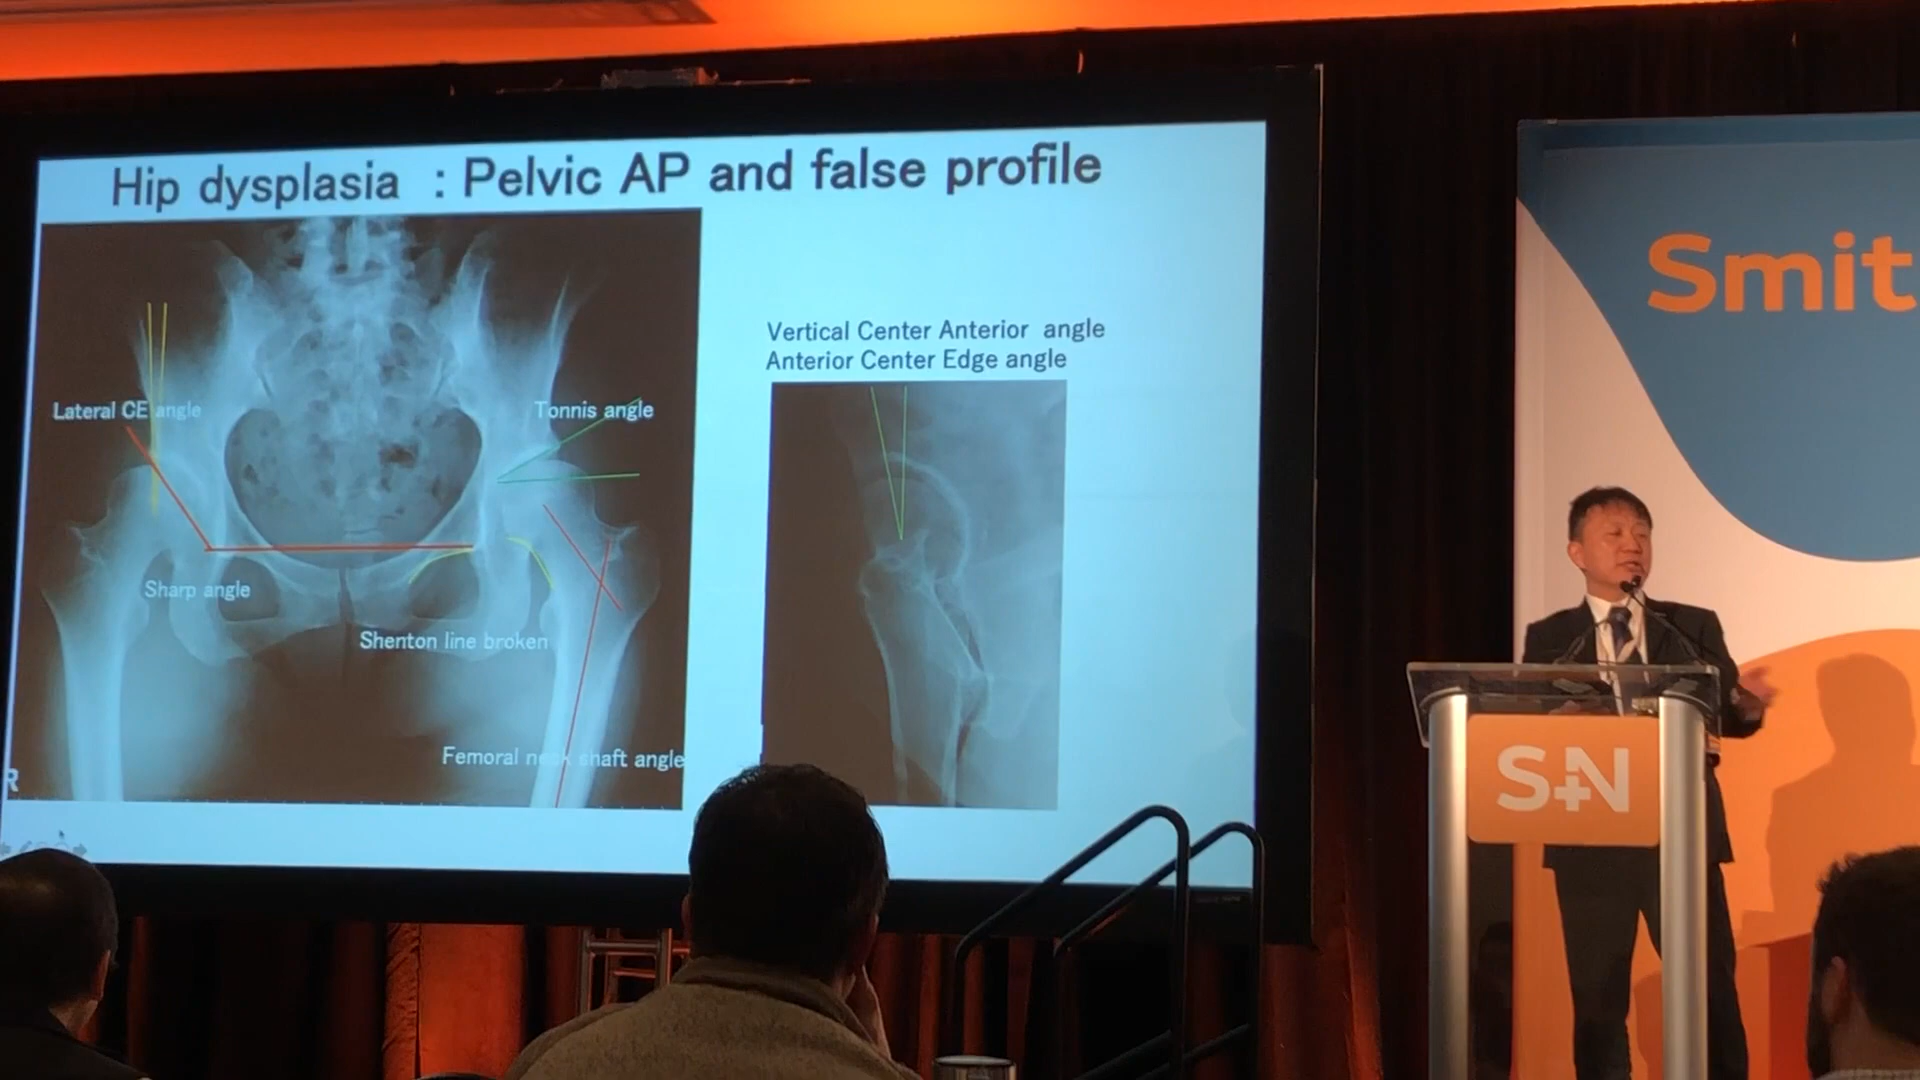 Hip dysplasia : Pelvic AP and false profile
Vertical Center Anterior angle
Anterior Center Edge angle
Lateral CE angle
Tonnis angle
Sharp angle
Shenton line broken
Femoral neck shaft angle
R
Smit
S+N